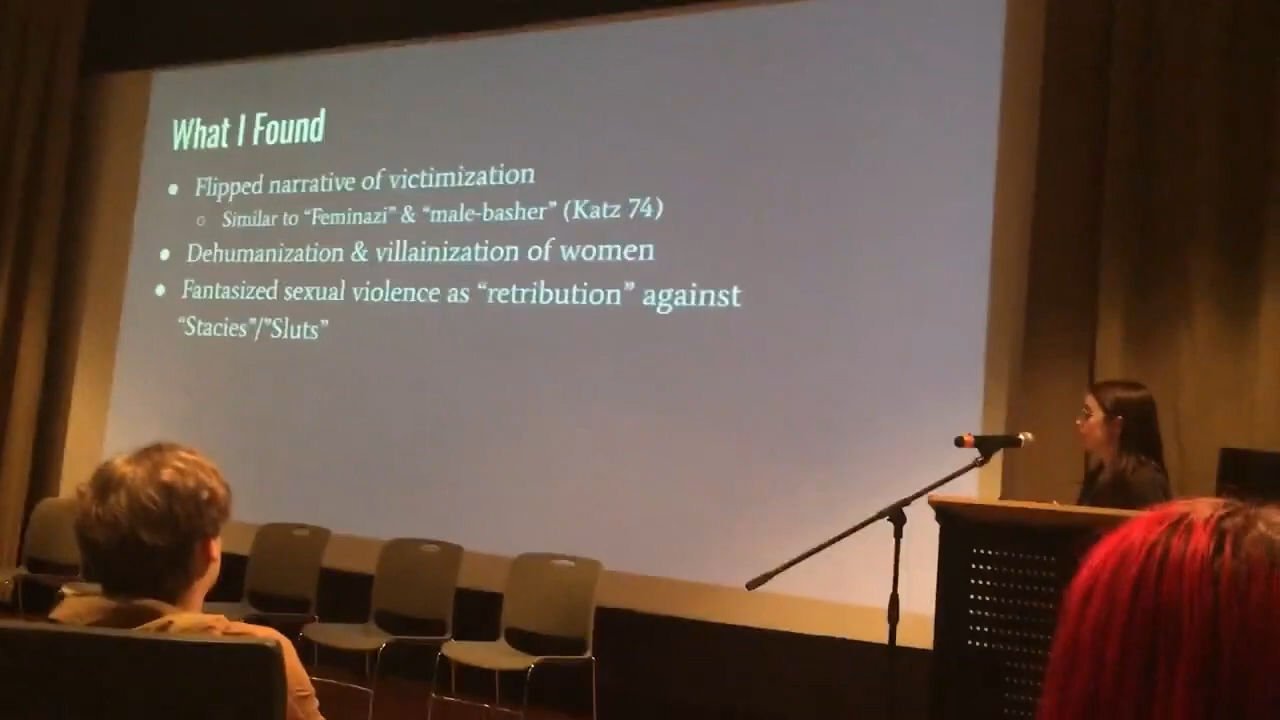 What I Found
● Flipped narrative of victimization
○ Similar to “Feminazi” & “male-basher” (Katz 74)
● Dehumanization & villainization of women
● Fantasized sexual violence as “retribution” against
“Stacies”/”Sluts”